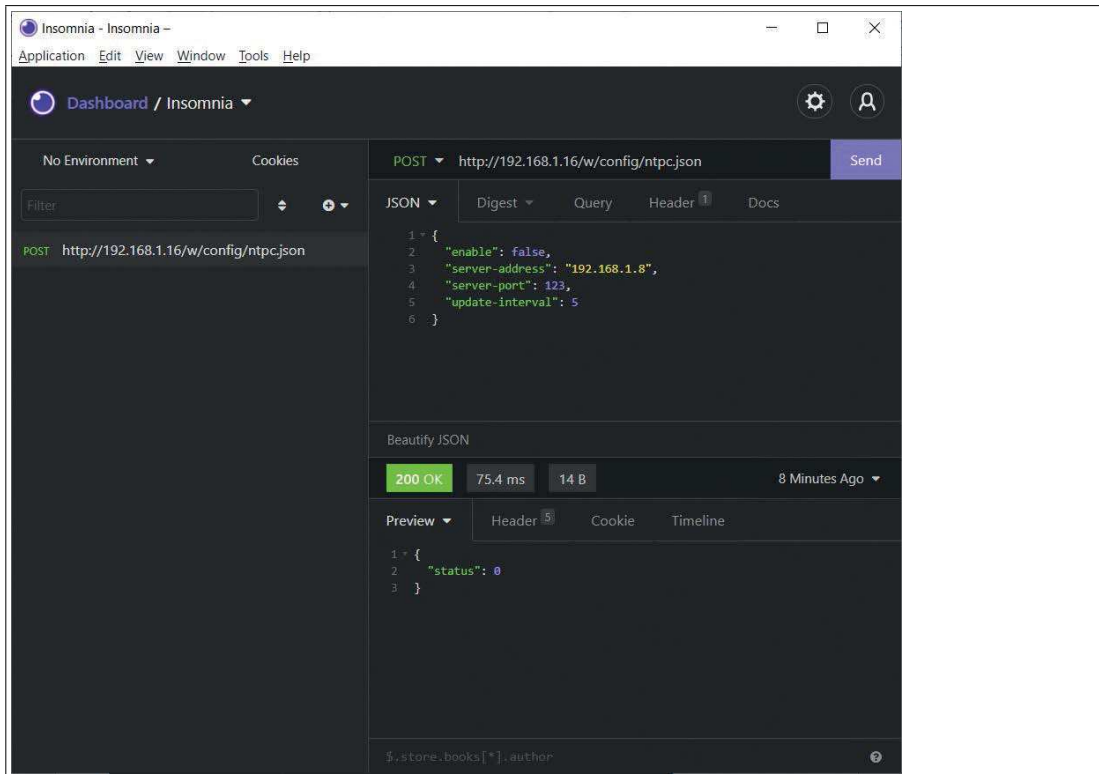 Insomnia - Insomnia –
Application Edit View Window Tools Help
Dashboard / Insomnia
No Environment Cookies
POST http://192.168.1.16/w/config/ntpc.json Send
Filter
JSON Digest Query Header 1 Docs
POST http://192.168.1.16/w/config/ntpc.json
1 {
2 "enable": false,
3 "server-address": "192.168.1.8",
4 "server-port": 123,
5 "update-interval": 5
6 }
Beautify JSON
200 OK 75.4 ms 14 B 8 Minutes Ago
Preview Header 5 Cookie Timeline
1 {
2 "status": 0
3 }
$.store.books[*].author